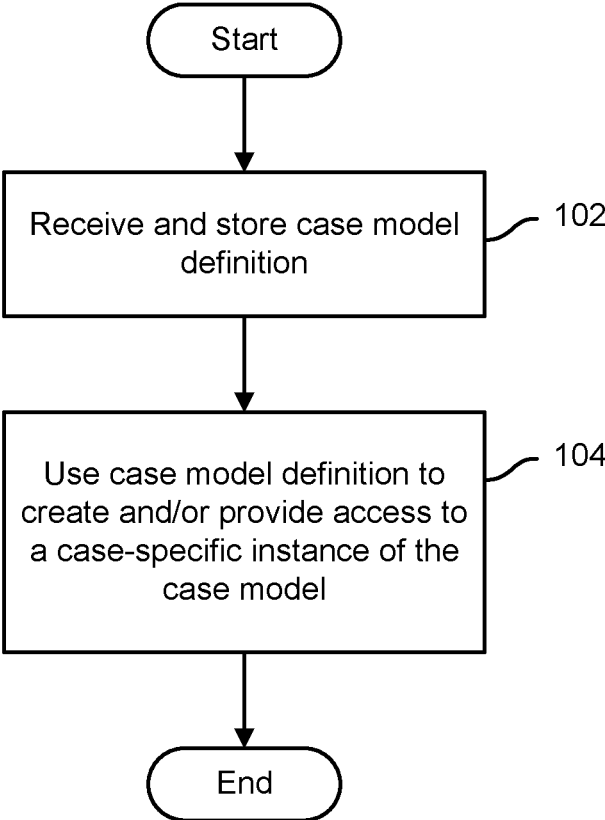 Start
Receive and store case model
definition
102
Use case model definition to
create and/or provide access to
a case-specific instance of the
case model
104
End